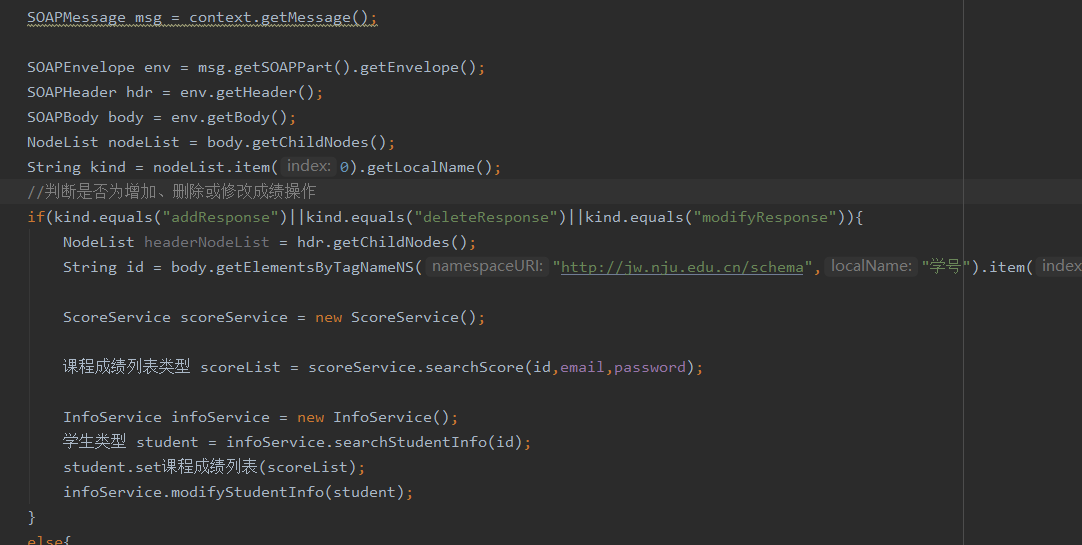 SOAPMessage msg = context.getMessage();
SOAPEnvelope env = msg.getSOAPPart().getEnvelope();
SOAPHeader hdr = env.getHeader();
SOAPBody body = env.getBody();
NodeList nodeList = body.getChildNodes();
String kind = nodeList.item( index: 0).getLocalName();
//判断是否为增加、删除或修改成绩操作
if(kind.equals("addResponse")||kind.equals("deleteResponse")||kind.equals("modifyResponse")){
NodeList headerNodeList = hdr.getChildNodes();
String id = body.getElementsByTagNameNS( namespaceURI: "http://jw.nju.edu.cn/schema", localName: "学号").item( index
ScoreService scoreService = new ScoreService();
课程成绩列表类型 scoreList = scoreService.searchScore(id,email,password);
InfoService infoService = new InfoService();
学生类型 student = infoService.searchStudentInfo(id);
student.set课程成绩列表(scoreList);
infoService.modifyStudentInfo(student);
}
else{